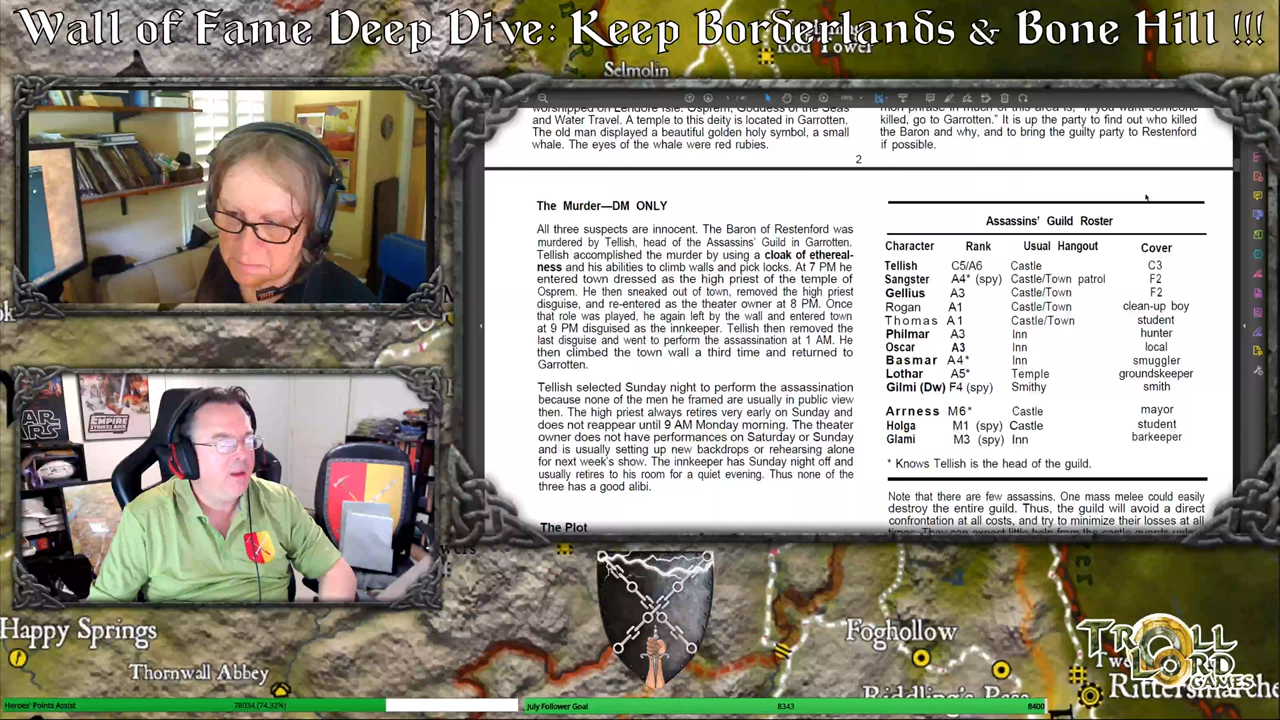 Wall of Fame Deep Dive: Keep Borderlands & Bone Hill !!!
Rod Tower
Selmolin
and Water Travel. A temple to this deity is located in Garrotten.
The old man displayed a beautiful golden holy symbol, a small
whale. The eyes of the whale were red rubies.
killed, go to Garrotten." It is up the party to find out who killed
the Baron and why, and to bring the guilty party to Restenford
if possible.
2
The Murder—DM ONLY
All three suspects are innocent. The Baron of Restenford was
murdered by Tellish, head of the Assassins' Guild in Garrotten.
Tellish accomplished the murder by using a cloak of ethereal-
ness and his abilities to climb walls and pick locks. At 7 PM he
entered town dressed as the high priest of the temple of
Osprem. He then sneaked out of town, removed the high priest
disguise, and re-entered as the theater owner at 8 PM. Once
that role was played, he again left by the wall and entered town
at 9 PM disguised as the innkeeper. Tellish then removed the
last disguise and went to perform the assassination at 1 AM. He
then climbed the town wall a third time and returned to
Garrotten.
Tellish selected Sunday night to perform the assassination
because none of the men he framed are usually in public view
then. The high priest always retires very early on Sunday and
does not reappear until 9 AM Monday morning. The theater
owner does not have performances on Saturday or Sunday
and is usually setting up new backdrops or rehearsing alone
for next week's show. The innkeeper has Sunday night off and
usually retires to his room for a quiet evening. Thus none of the
three has a good alibi.
The Plot
Assassins' Guild Roster
Character Rank Usual Hangout Cover
Tellish C5/A6 Castle C3
Sangster A4* (spy) Castle/Town patrol F2
Gellius A3 Castle/Town F2
Rogan A1 Castle/Town clean-up boy
Thomas A1 Castle/Town student
Philmar A3 Inn hunter
Oscar A3 Inn local
Basmar A4* Inn smuggler
Lothar A5* Temple groundskeeper
Gilmi (Dw) F4 (spy) Smithy smith
Arrness M6* Castle mayor
Holga M1 (spy) Castle student
Glami M3 (spy) Inn barkeeper
* Knows Tellish is the head of the guild.
Note that there are few assassins. One mass melee could easily
destroy the entire guild. Thus, the guild will avoid a direct
confrontation at all costs, and try to minimize their losses at all
STAR WARS
STAR WARS
EMPIRE
STRIKES
BACK
Happy Springs
Thornwall Abbey
Foghollow
Riddling's Pass
Rittersmarche
TROLL
LORD
GAMES
Heroes' Points Assist 78034 (74.32%)
July Follower Goal 8343 8400